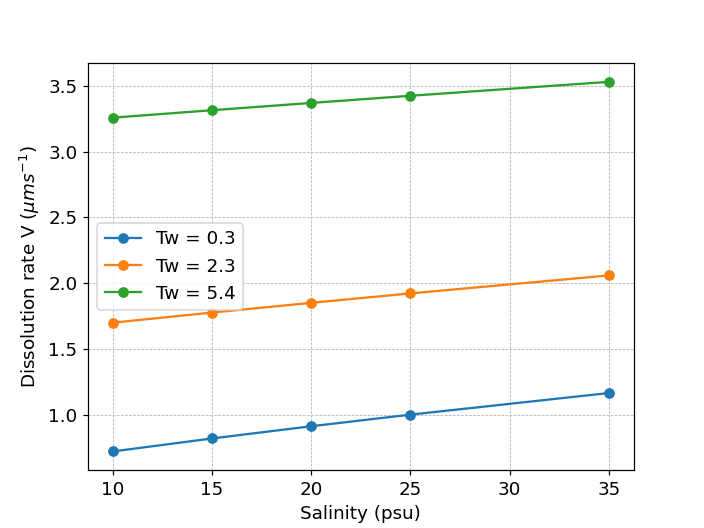 3.5
3.0
2.5
2.0
1.5
1.0
Dissolution rate V (μms⁻¹)
Tw = 0.3
Tw = 2.3
Tw = 5.4
10 15 20 25 30 35
Salinity (psu)